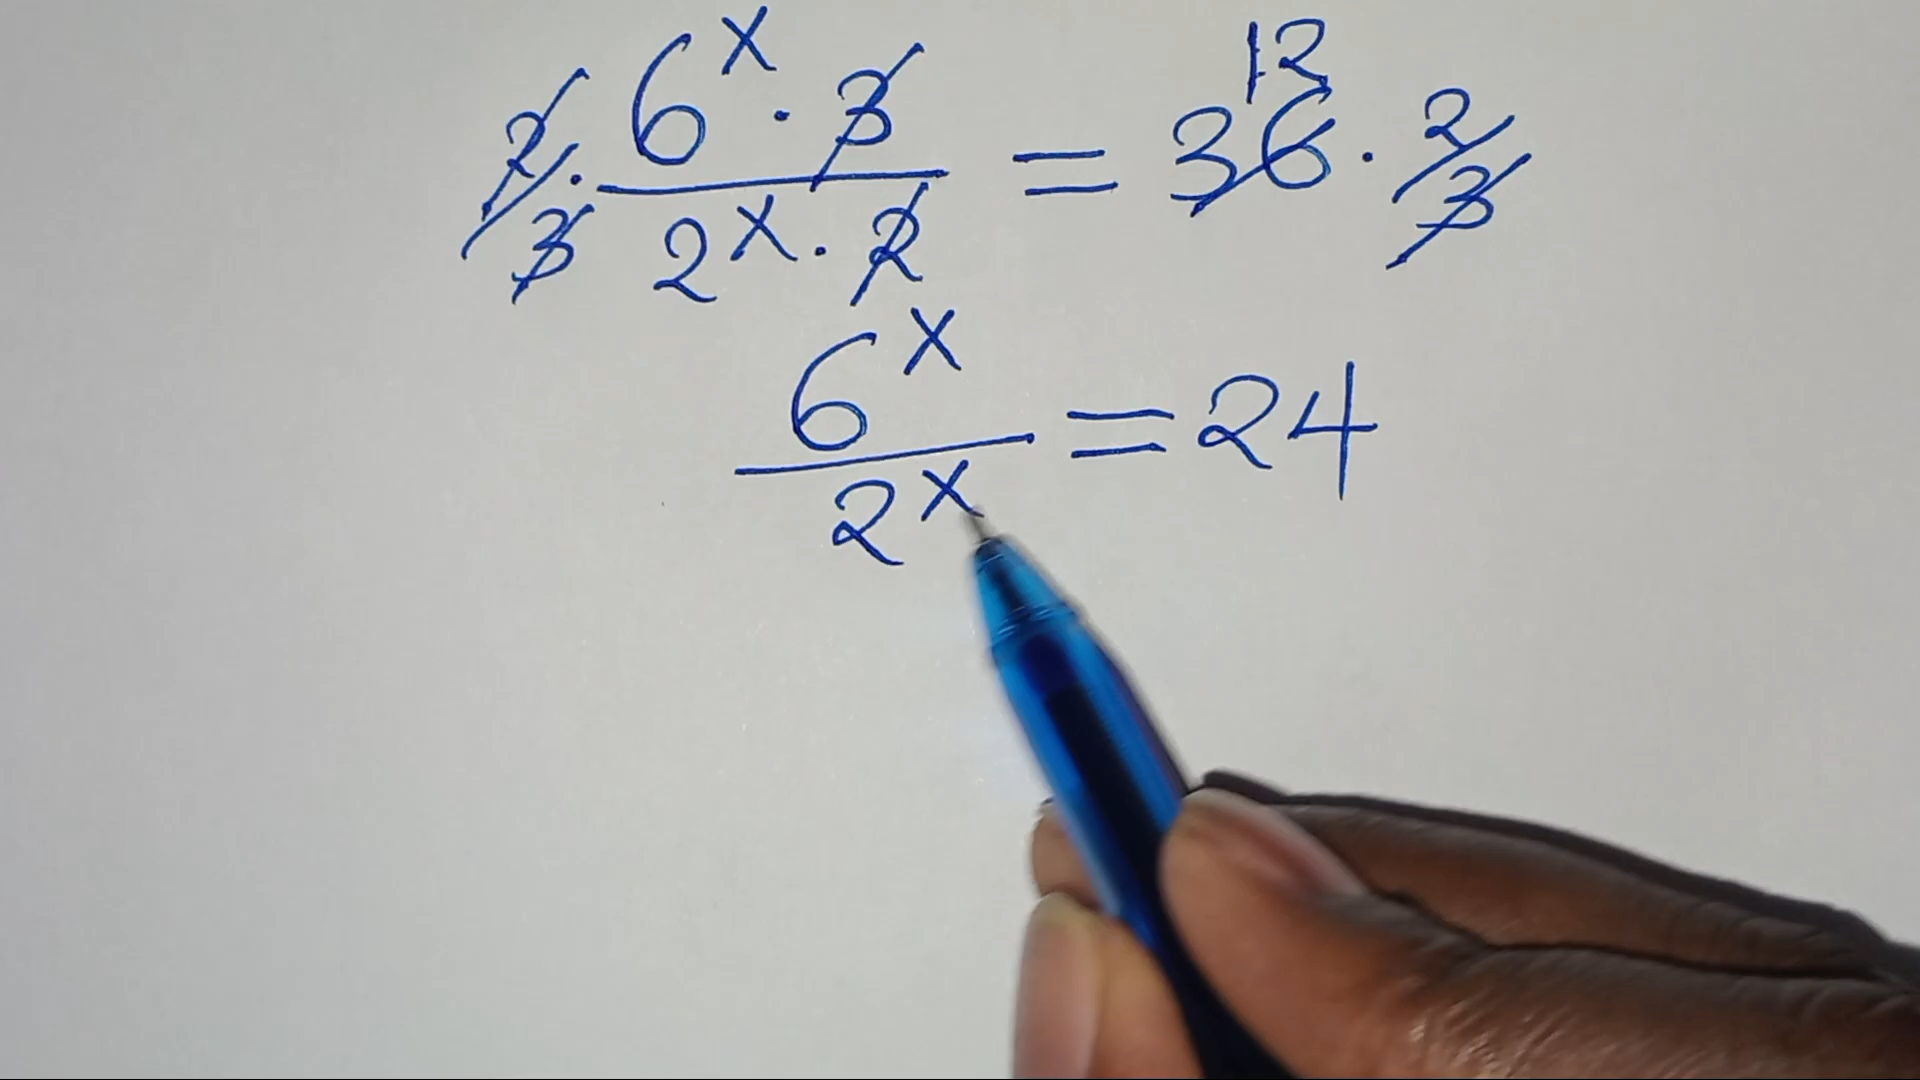 2/3 · (6^x · 3)/(2^x · 2) = 36 · 2/3
12
6^x/2^x = 24